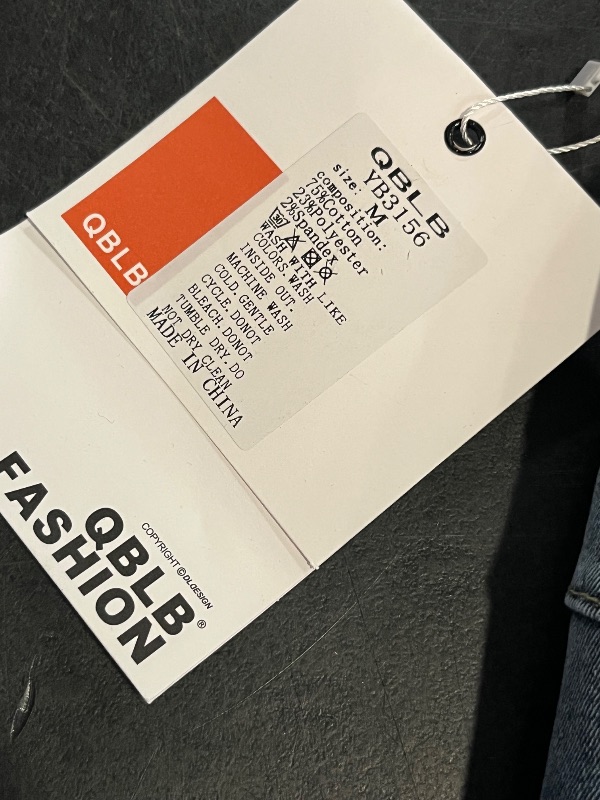 QBLB
QBLB
YB3156
size: M
composition:
75%Cotton
23%Polyester
2%Spandex
WASH WITH LIKE
COLORS. WASH
INSIDE OUT.
MACHINE WASH
COLD. GENTLE
CYCLE. DONOT
BLEACH. DONOT
TUMBLE DRY. DO
NOT DRY CLEAN
MADE IN CHINA
COPYRIGHT ©DLDESIGN
QBLB®
FASHION